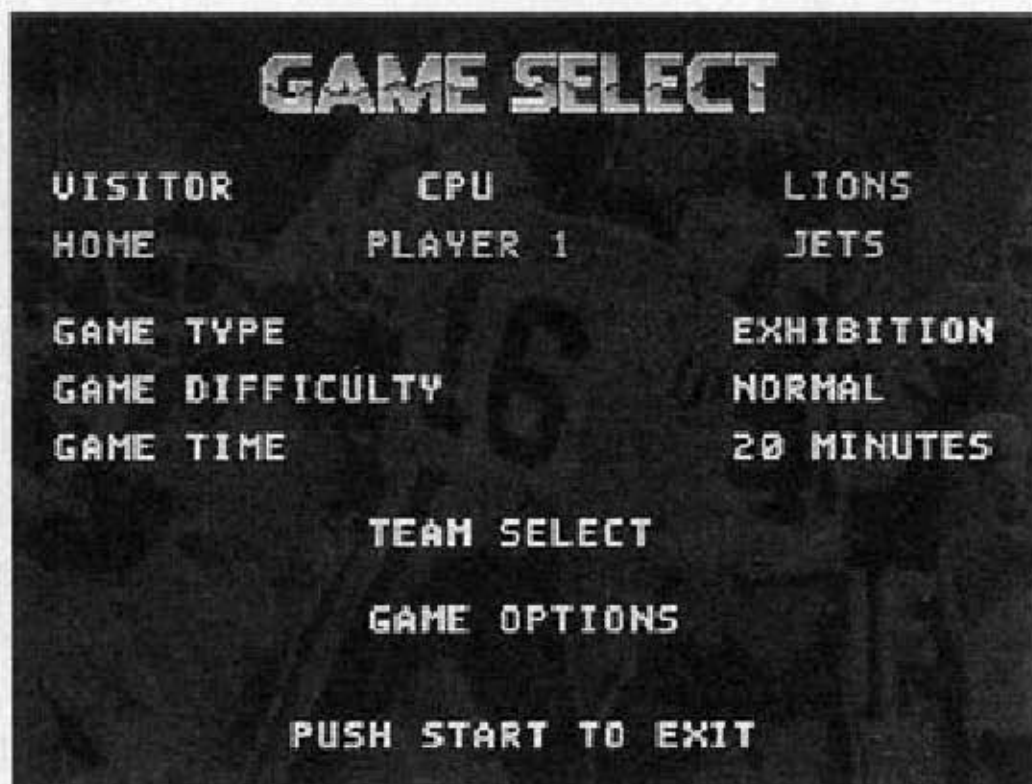 GAME SELECT
VISITOR CPU LIONS
HOME PLAYER 1 JETS
GAME TYPE EXHIBITION
GAME DIFFICULTY NORMAL
GAME TIME 20 MINUTES
TEAM SELECT
GAME OPTIONS
PUSH START TO EXIT